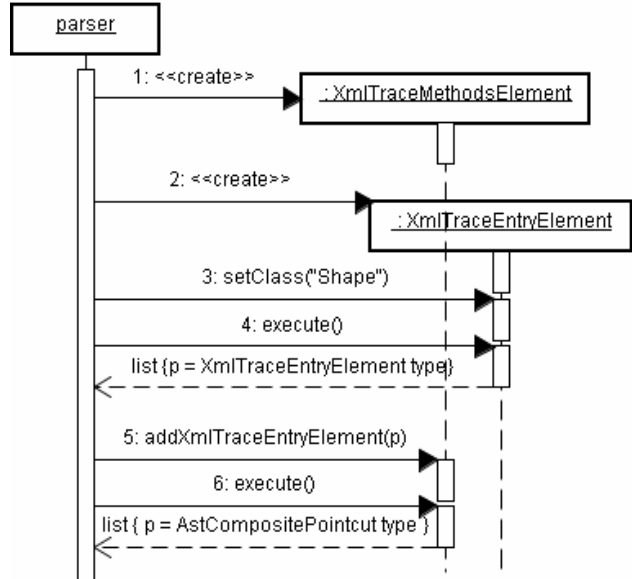 parser
1: <<create>>
: XmlTraceMethodsElement
2: <<create>>
: XmlTraceEntryElement
3: setClass("Shape")
4: execute()
list {p = XmlTraceEntryElement type}
5: addXmlTraceEntryElement(p)
6: execute()
list { p = AstCompositePointcut type }